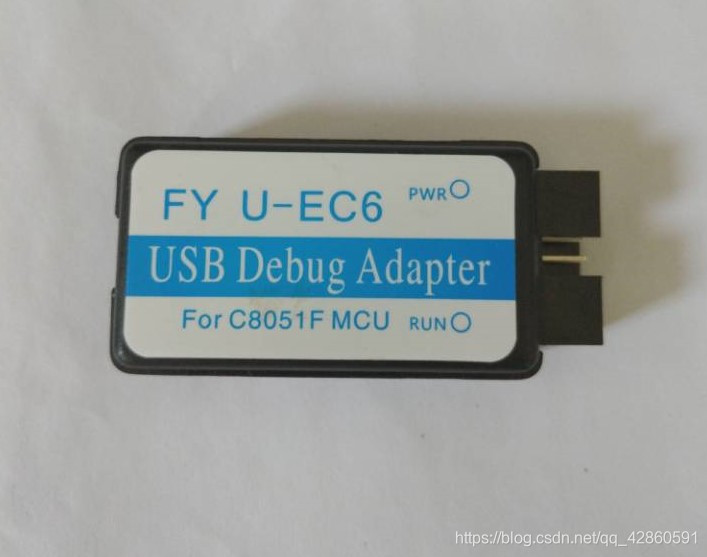 FY U-EC6 PWR
USB Debug Adapter
For C8051F MCU RUN
https://blog.csdn.net/qq_42860591